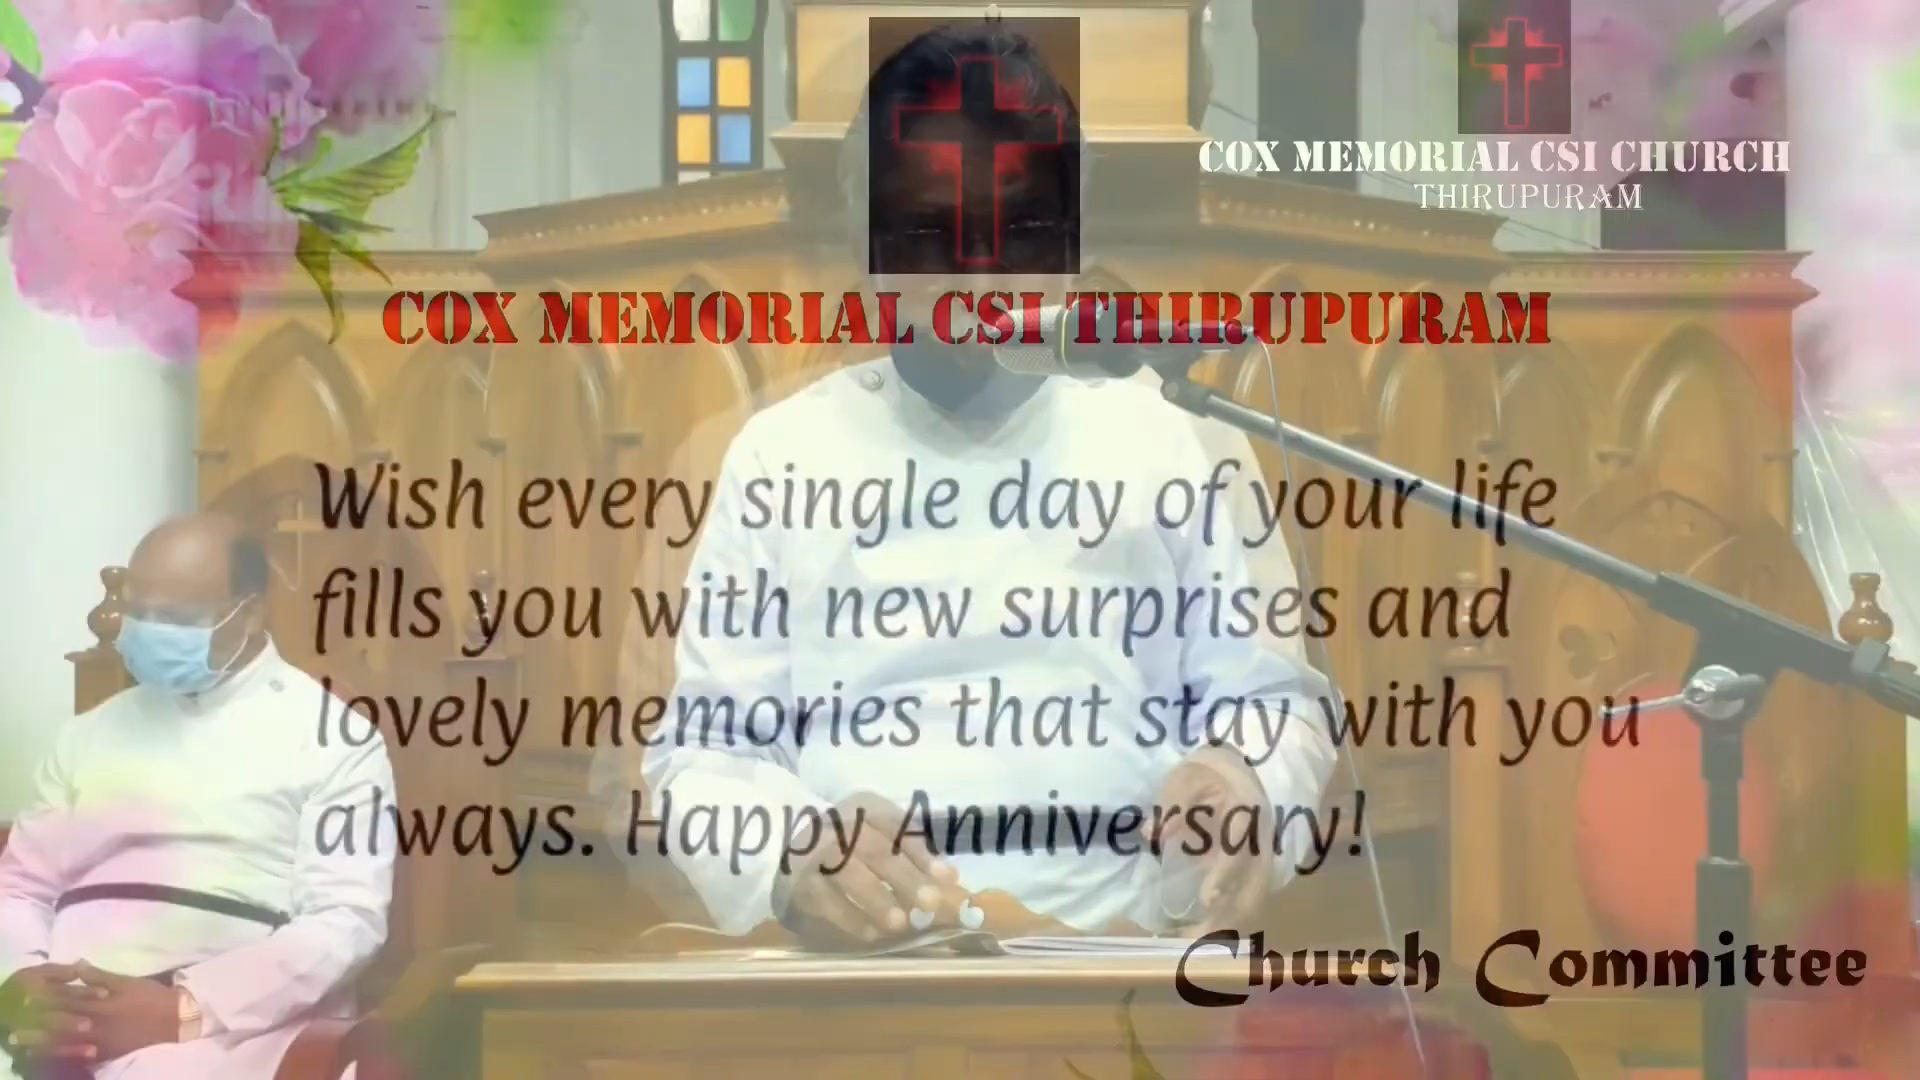 COX MEMORIAL CSI CHURCH
THIRUPURAM
COX MEMORIAL CSI THIRUPURAM
Wish every single day of your life
fills you with new surprises and
lovely memories that stay with you
always. Happy Anniversary!
Church Committee